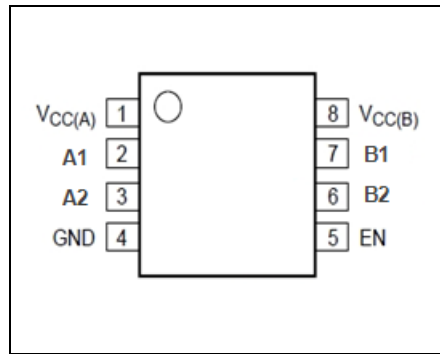 VCC(A) 1 8 VCC(B)
A1 2 7 B1
A2 3 6 B2
GND 4 5 EN